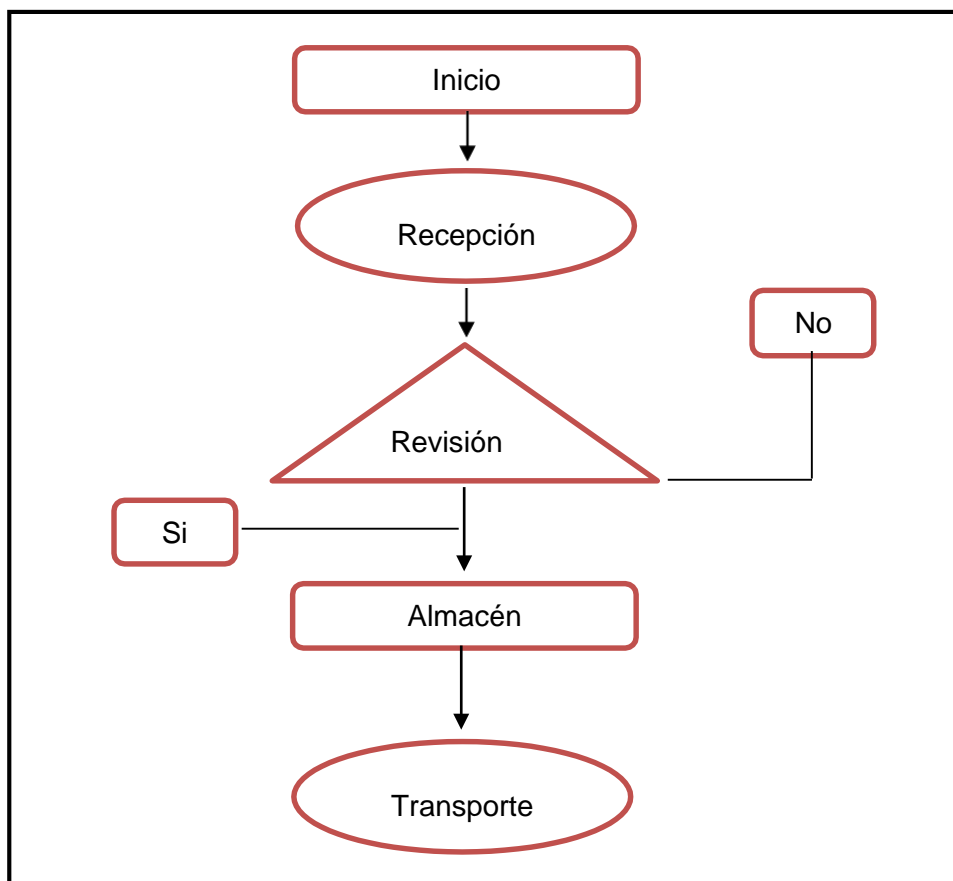 Inicio
Recepción
No
Revisión
Si
Almacén
Transporte